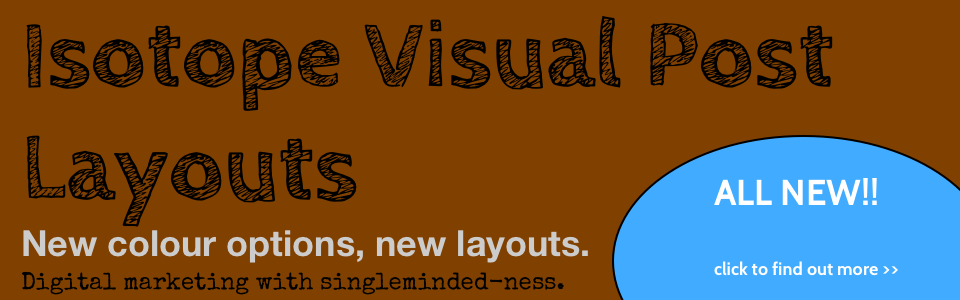 Isotope Visual Post
Layouts
New colour options, new layouts.
Digital marketing with singleminded-ness.
ALL NEW!!
click to find out more >>